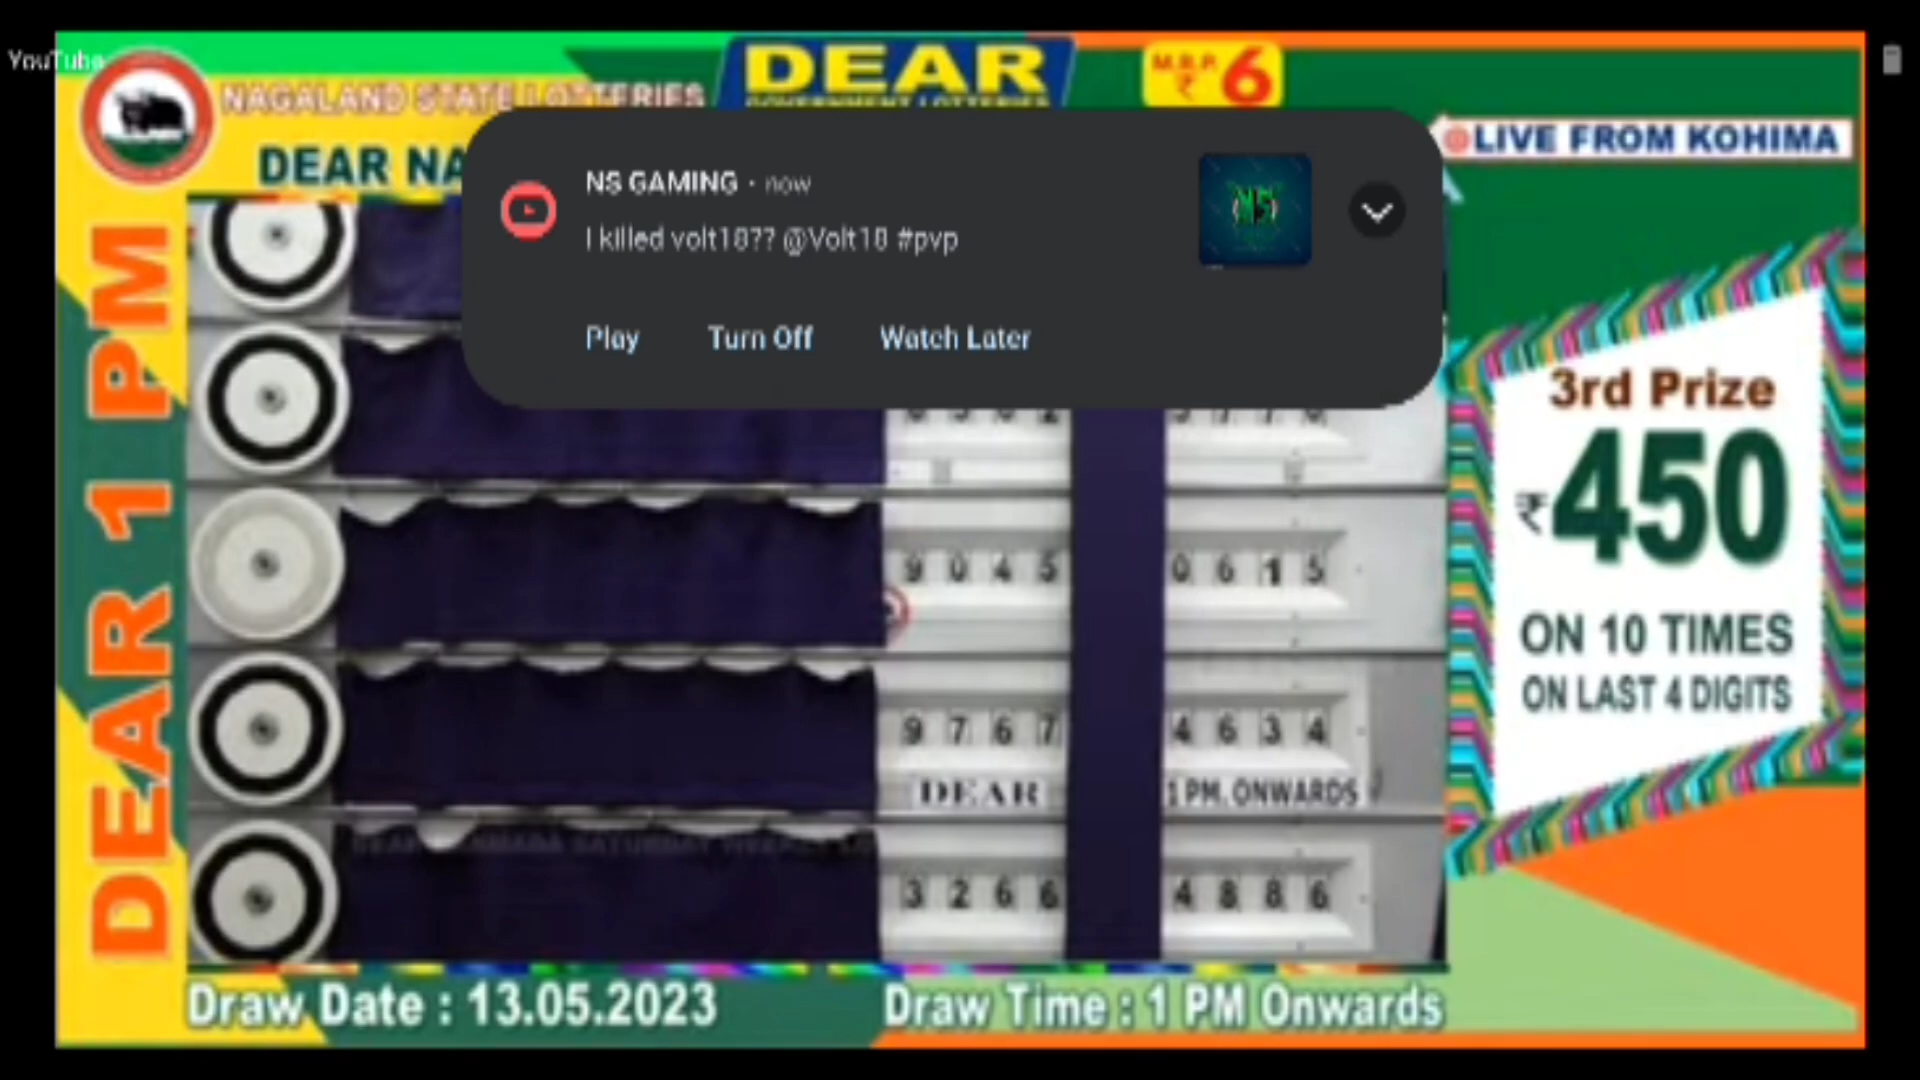 YouTube
NAGALAND STATE LOTTERIES
DEAR
GOVERNMENT LOTTERIES
M.R.P. ₹ 6
LIVE FROM KOHIMA
DEAR
NS GAMING · now
I killed volt18?? @Volt18 #pvp
Play Turn Off Watch Later
DEAR 1 PM
3rd Prize
₹450
ON 10 TIMES
ON LAST 4 DIGITS
9 0 4 5 0 6 1 5
9 7 6 7 4 6 3 4
DEAR 1 PM. ONWARDS
3 2 6 6 4 8 8 6
Draw Date : 13.05.2023
Draw Time : 1 PM Onwards